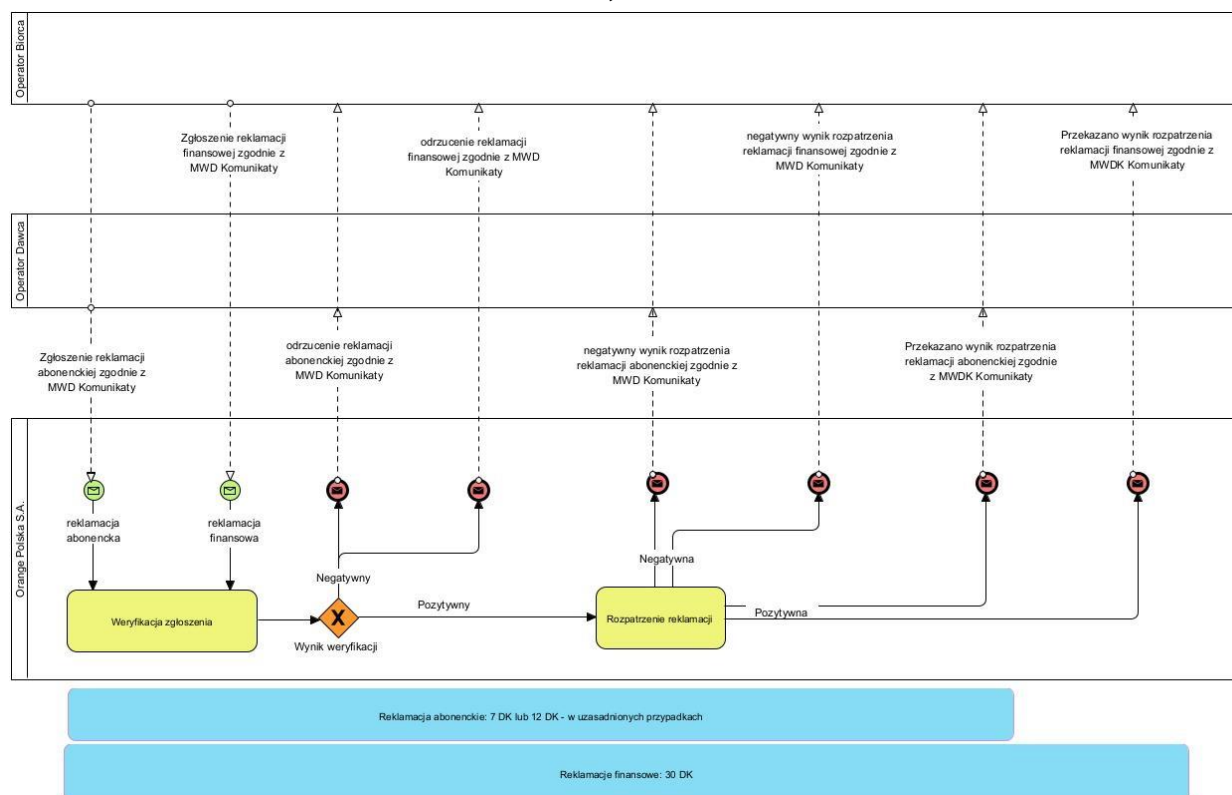 Operator Biorca
Zgłoszenie reklamacji
finansowej zgodnie z
MWD Komunikaty
odrzucenie reklamacji
finansowej zgodnie z MWD
Komunikaty
negatywny wynik rozpatrzenia
reklamacji finansowej zgodnie z
MWD Komunikaty
Przekazano wynik rozpatrzenia
reklamacji finansowej zgodnie z
MWDK Komunikaty
Operator Dawca
Zgłoszenie reklamacji
abonenckiej zgodnie z
MWD Komunikaty
odrzucenie reklamacji
abonenckiej zgodnie z
MWD Komunikaty
negatywny wynik rozpatrzenia
reklamacji abonenckiej zgodnie z
MWD Komunikaty
Przekazano wynik rozpatrzenia
reklamacji abonenckiej zgodnie
z MWDK Komunikaty
Orange Polska S.A.
reklamacja
abonencka
reklamacja
finansowa
Weryfikacja zgłoszenia
Negatywny
X
Wynik weryfikacji
Pozytywny
Negatywna
Rozpatrzenie reklamacji
Pozytywna
Reklamacja abonenckie: 7 DK lub 12 DK - w uzasadnionych przypadkach
Reklamacje finansowe: 30 DK